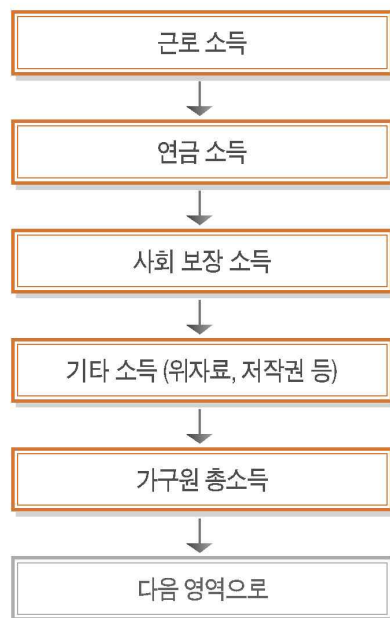 근로 소득
연금 소득
사회 보장 소득
기타 소득 (위자료, 저작권 등)
가구원 총소득
다음 영역으로